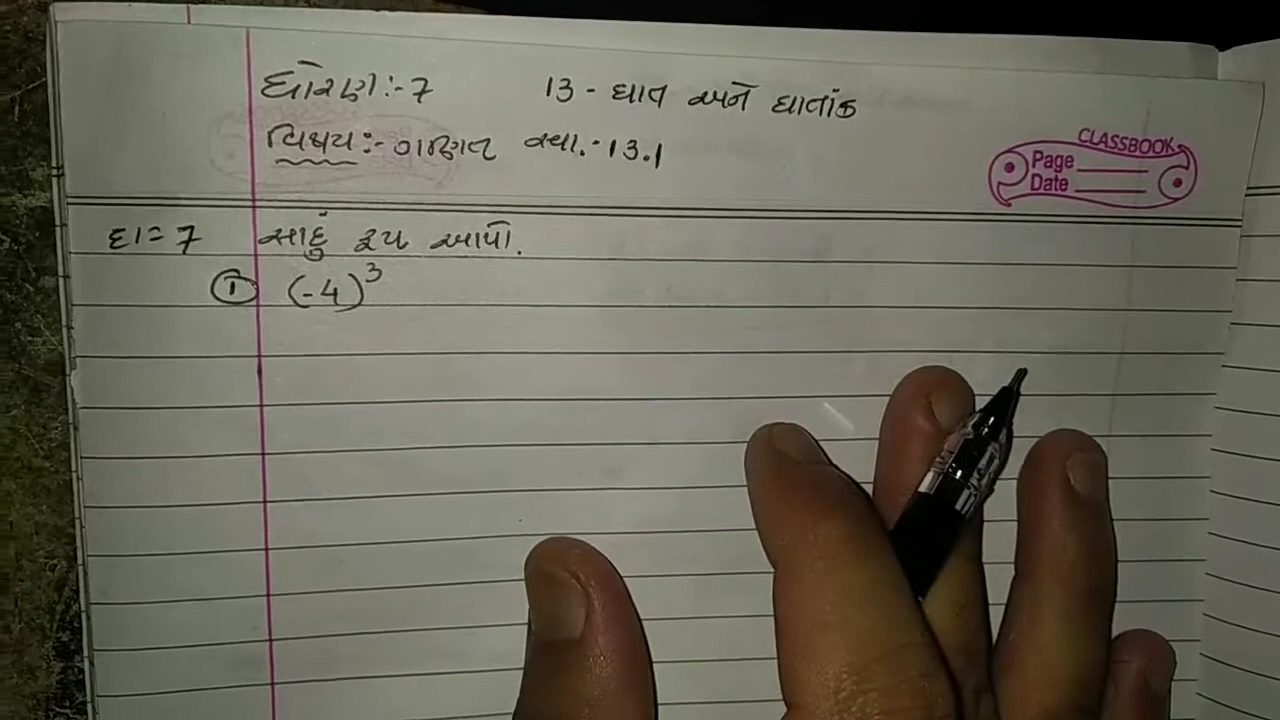 ધોરણ:-7 13 - ઘાત અને ઘાતાંક
વિષય:- ગણિત સ્વા.-13.1
CLASSBOOK
Page
Date
દા=7 સાદું રૂપ આપો.
① (-4)³